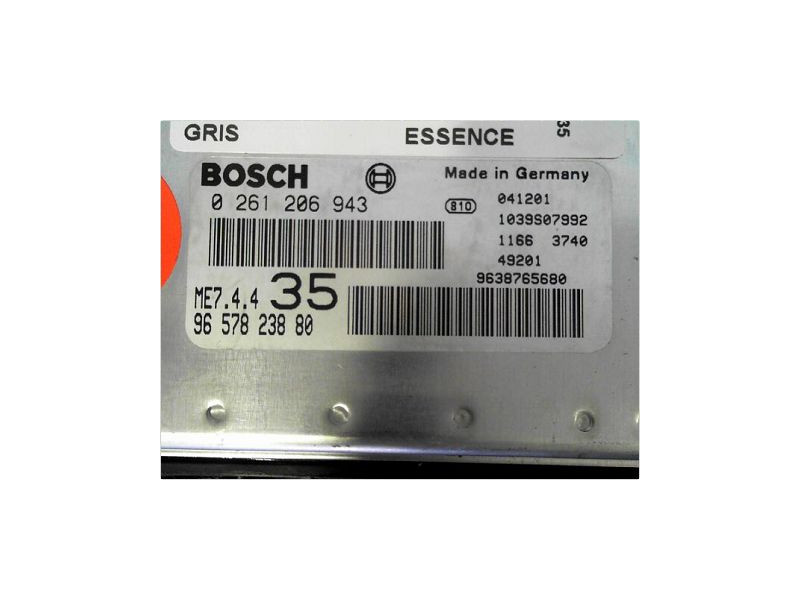 GRIS ESSENCE 35
BOSCH Made in Germany
0 261 206 943 810 041201
1039S07992
1166 3740
49201
9638765680
ME7.4.4 35
96 578 238 80